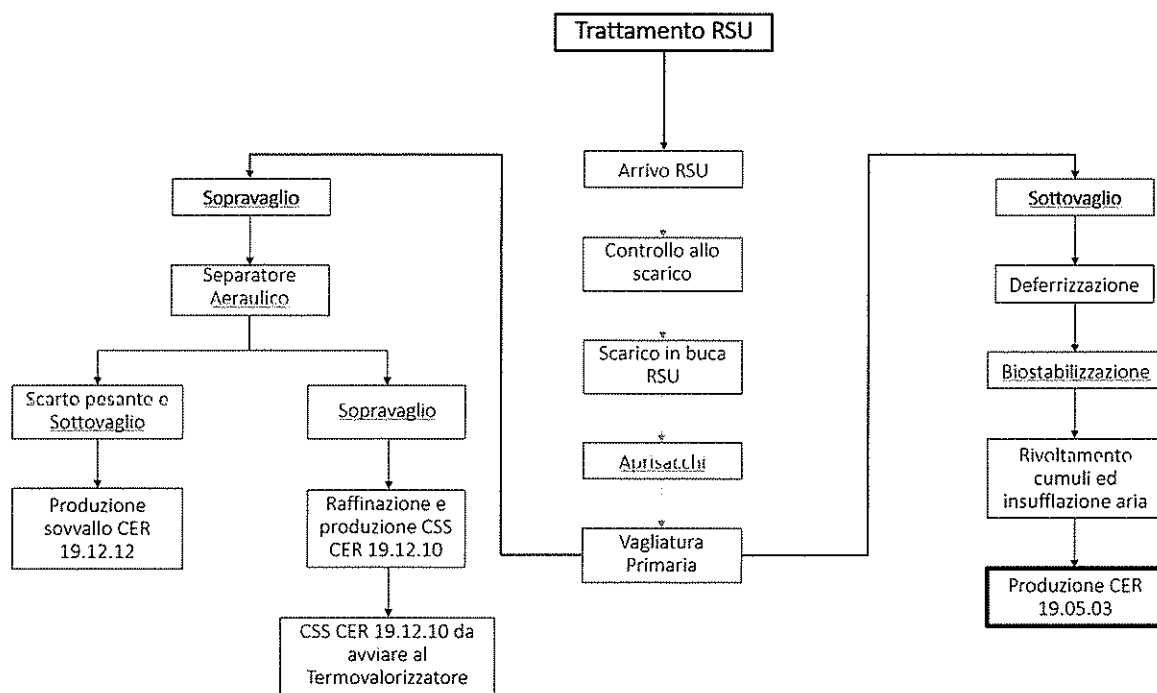 Trattamento RSU
Arrivo RSU
Controllo allo
scarico
Scarico in buca
RSU
Aprisacchi
Vagliatura
Primaria
Sopravaglio
Separatore
Aeraulico
Scarto pesante e
Sottovaglio
Produzione
sovvallo CER
19.12.12
Sopravaglio
Raffinazione e
produzione CSS
CER 19.12.10
CSS CER 19.12.10 da
avviare al
Termovalorizzatore
Sottovaglio
Deferrizzazione
Biostabilizzazione
Rivoltamento
cumuli ed
insufflazione aria
Produzione CER
19.05.03